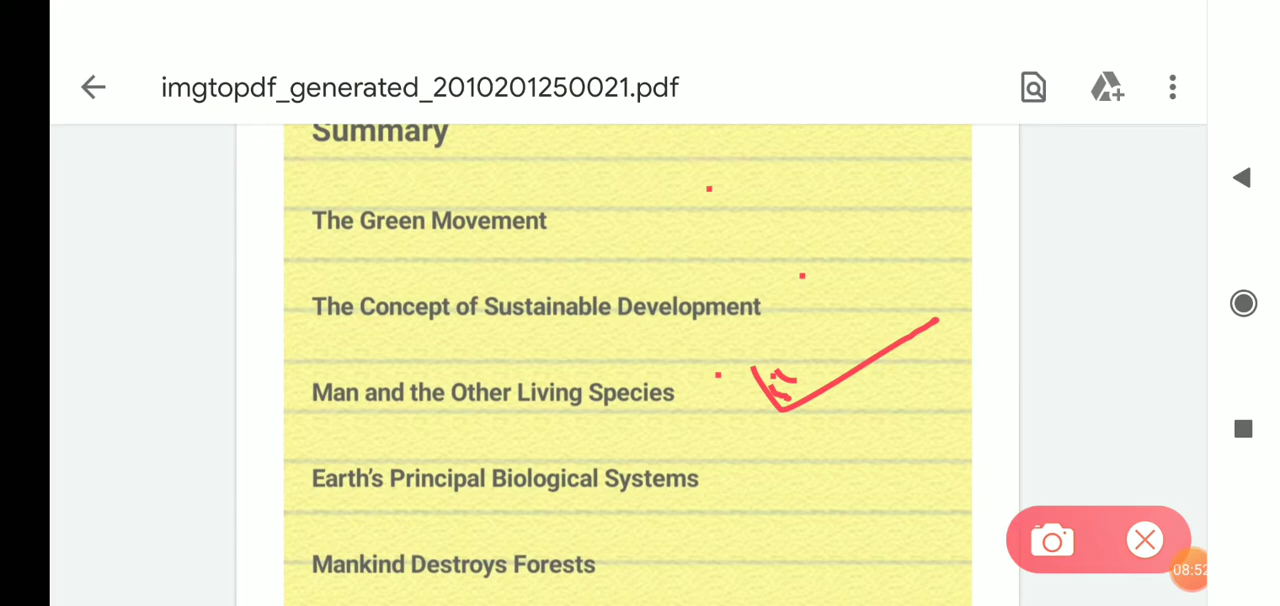 imgtopdf_generated_2010201250021.pdf
Summary
The Green Movement
The Concept of Sustainable Development
Man and the Other Living Species
Earth's Principal Biological Systems
Mankind Destroys Forests
08:52